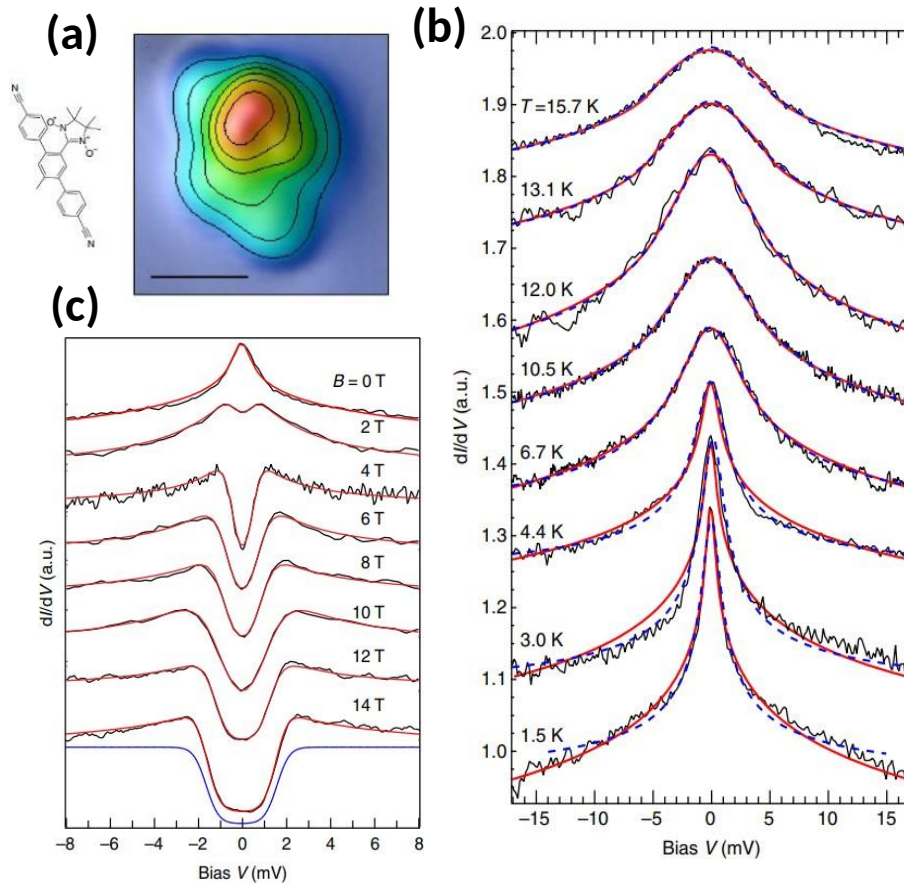 (a)
N
O•
N
N+
O−
N
(b)
2.0
1.9
1.8
1.7
1.6
1.5
1.4
1.3
1.2
1.1
1.0
dI/dV (a.u.)
T =15.7 K
13.1 K
12.0 K
10.5 K
6.7 K
4.4 K
3.0 K
1.5 K
−15 −10 −5 0 5 10 15
Bias V (mV)
(c)
dI/dV (a.u.)
B = 0 T
2 T
4 T
6 T
8 T
10 T
12 T
14 T
−8 −6 −4 −2 0 2 4 6 8
Bias V (mV)